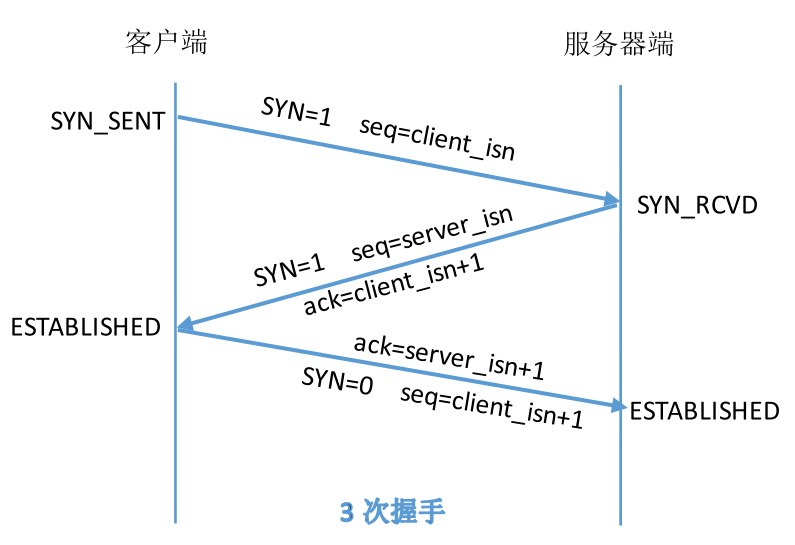 客户端
服务器端
SYN_SENT
SYN=1 seq=client_isn
SYN_RCVD
SYN=1 seq=server_isn
ack=client_isn+1
ESTABLISHED
ack=server_isn+1
SYN=0 seq=client_isn+1
ESTABLISHED
3 次握手